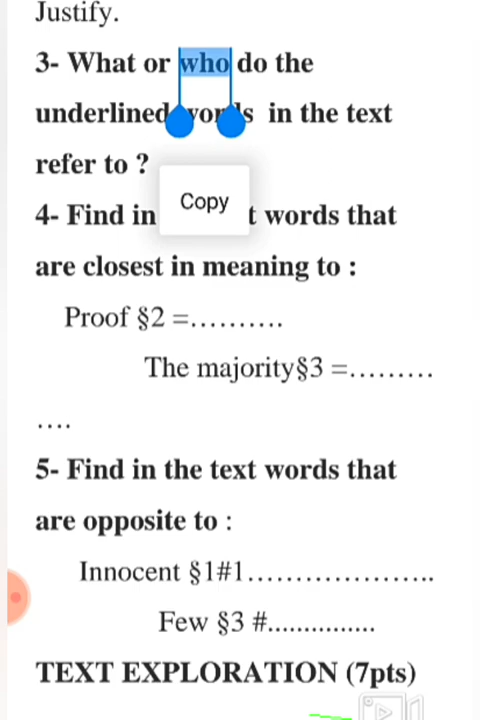 Justify.
3- What or who do the
underlined words in the text
refer to ?
Copy
4- Find in t words that
are closest in meaning to :
Proof §2 =..........
The majority§3 =.........
....
5- Find in the text words that
are opposite to :
Innocent §1#1......................
Few §3 #...............
TEXT EXPLORATION (7pts)